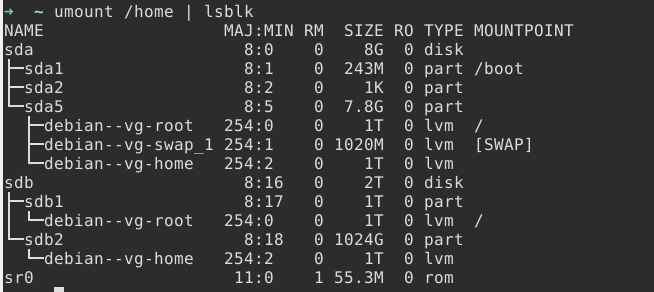 ➜  ~ umount /home | lsblk
NAME                  MAJ:MIN RM  SIZE RO TYPE MOUNTPOINT
sda                     8:0    0    8G  0 disk
├─sda1                  8:1    0  243M  0 part /boot
├─sda2                  8:2    0    1K  0 part
└─sda5                  8:5    0  7.8G  0 part
  ├─debian--vg-root   254:0    0    1T  0 lvm  /
  ├─debian--vg-swap_1 254:1    0 1020M  0 lvm  [SWAP]
  └─debian--vg-home   254:2    0    1T  0 lvm
sdb                     8:16   0    2T  0 disk
├─sdb1                  8:17   0    1T  0 part
│ └─debian--vg-root   254:0    0    1T  0 lvm  /
└─sdb2                  8:18   0 1024G  0 part
  └─debian--vg-home   254:2    0    1T  0 lvm
sr0                    11:0    1 55.3M  0 rom